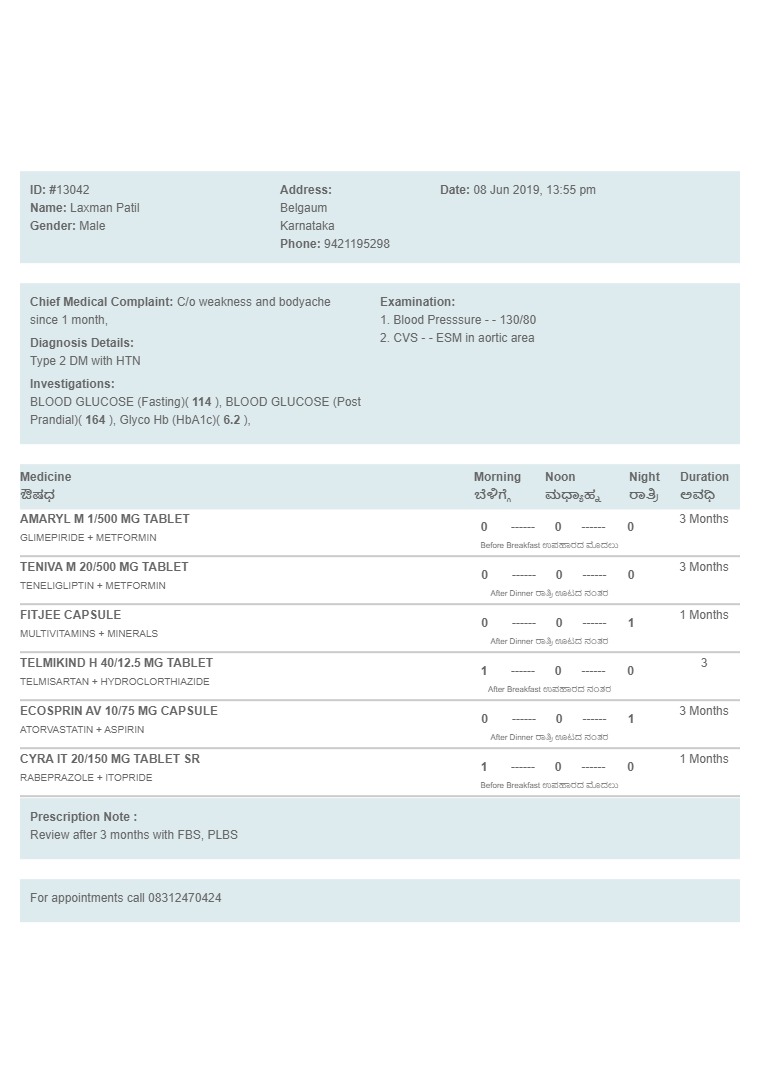 ID: #13042
Name: Laxman Patil
Gender: Male
Address:
Belgaum
Karnataka
Phone: 9421195298
Date: 08 Jun 2019, 13:55 pm
Chief Medical Complaint: C/o weakness and bodyache
since 1 month,
Diagnosis Details:
Type 2 DM with HTN
Investigations:
BLOOD GLUCOSE (Fasting)( 114 ), BLOOD GLUCOSE (Post
Prandial)( 164 ), Glyco Hb (HbA1c)( 6.2 ),
Examination:
1. Blood Presssure - - 130/80
2. CVS - - ESM in aortic area
Medicine Morning Noon Night Duration
ಔಷಧ ಬೆಳಿಗ್ಗೆ ಮಧ್ಯಾಹ್ನ ರಾತ್ರಿ ಅವಧಿ
AMARYL M 1/500 MG TABLET 0 ------ 0 ------ 0 3 Months
GLIMEPIRIDE + METFORMIN Before Breakfast ಉಪಹಾರದ ಮೊದಲು
TENIVA M 20/500 MG TABLET 0 ------ 0 ------ 0 3 Months
TENELIGLIPTIN + METFORMIN After Dinner ರಾತ್ರಿ ಊಟದ ನಂತರ
FITJEE CAPSULE 0 ------ 0 ------ 1 1 Months
MULTIVITAMINS + MINERALS After Dinner ರಾತ್ರಿ ಊಟದ ನಂತರ
TELMIKIND H 40/12.5 MG TABLET 1 ------ 0 ------ 0 3
TELMISARTAN + HYDROCLORTHIAZIDE After Breakfast ಉಪಹಾರದ ನಂತರ
ECOSPRIN AV 10/75 MG CAPSULE 0 ------ 0 ------ 1 3 Months
ATORVASTATIN + ASPIRIN After Dinner ರಾತ್ರಿ ಊಟದ ನಂತರ
CYRA IT 20/150 MG TABLET SR 1 ------ 0 ------ 0 1 Months
RABEPRAZOLE + ITOPRIDE Before Breakfast ಉಪಹಾರದ ಮೊದಲು
Prescription Note :
Review after 3 months with FBS, PLBS
For appointments call 08312470424